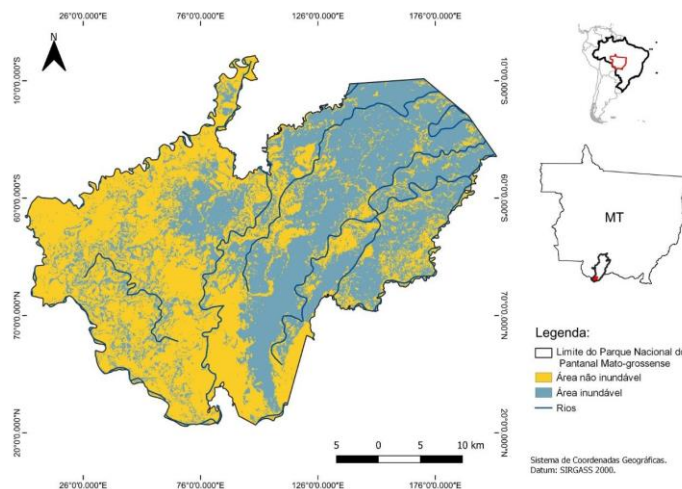 26°0'0.000"N
76°0'0.000"N
126°0'0.000"N
176°0'0.000"N
N
10°0'0.000"S
10°0'0.000"S
60°0'0.000"S
60°0'0.000"S
70°0'0.000"N
70°0'0.000"N
20°0'0.000"N
20°0'0.000"N
5 0 5 10 km
26°0'0.000"N
76°0'0.000"N
126°0'0.000"N
176°0'0.000"N
MT
Legenda:
Limite do Parque Nacional do
Pantanal Mato-grossense
Área não inundável
Área inundável
Rios
Sistema de Coordenadas Geográficas.
Datum: SIRGASS 2000.